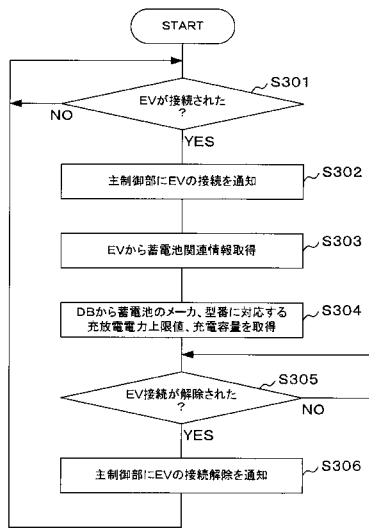 START
EVが接続された
?
S301
NO
YES
主制御部にEVの接続を通知
S302
EVから蓄電池関連情報取得
S303
DBから蓄電池のメーカ、型番に対応する
充放電電力上限値、充電容量を取得
S304
EV接続が解除された
?
S305
NO
YES
主制御部にEVの接続解除を通知
S306